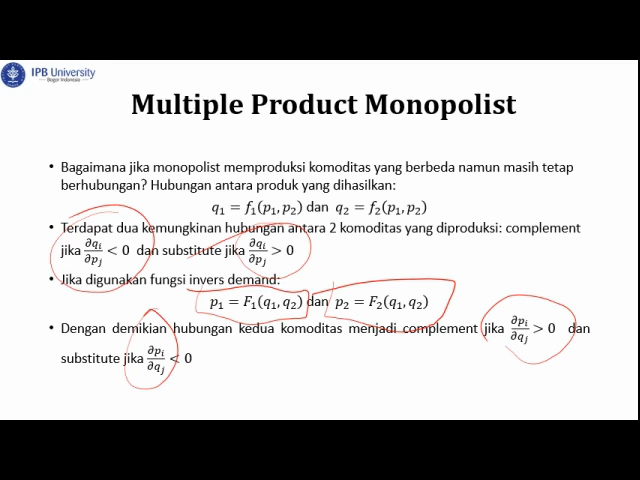 IPB University
Bogor Indonesia
Multiple Product Monopolist
• Bagaimana jika monopolist memproduksi komoditas yang berbeda namun masih tetap
berhubungan? Hubungan antara produk yang dihasilkan:
q₁ = f₁(p₁, p₂) dan q₂ = f₂(p₁, p₂)
• Terdapat dua kemungkinan hubungan antara 2 komoditas yang diproduksi: complement
jika ∂qᵢ/∂pⱼ < 0 dan substitute jika ∂qᵢ/∂pⱼ > 0
• Jika digunakan fungsi invers demand:
p₁ = F₁(q₁, q₂) dan p₂ = F₂(q₁, q₂)
• Dengan demikian hubungan kedua komoditas menjadi complement jika ∂pᵢ/∂qⱼ > 0 dan
substitute jika ∂pᵢ/∂qⱼ < 0